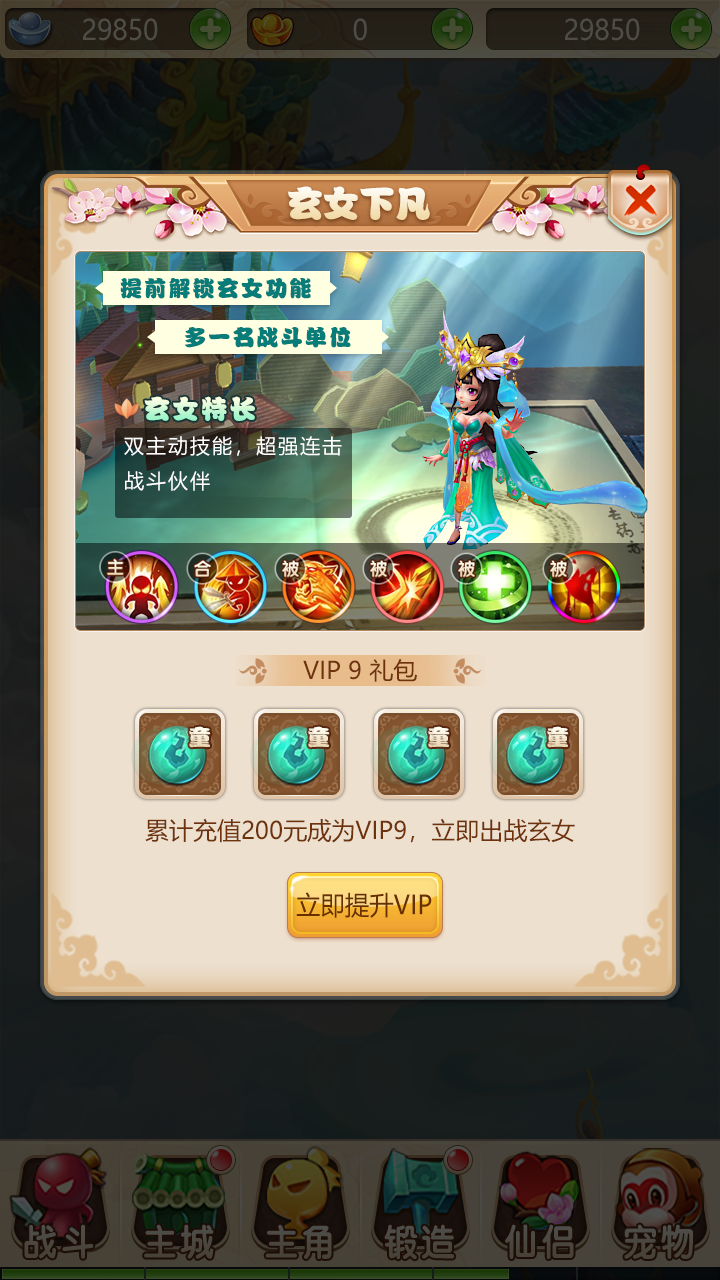 29850
0
29850
玄女下凡
提前解锁玄女功能
多一名战斗单位
玄女特长
双主动技能，超强连击
战斗伙伴
主
合
被
被
被
被
VIP 9 礼包
童
童
童
童
累计充值200元成为VIP9，立即出战玄女
立即提升VIP
战斗
主城
主角
锻造
仙侣
宠物